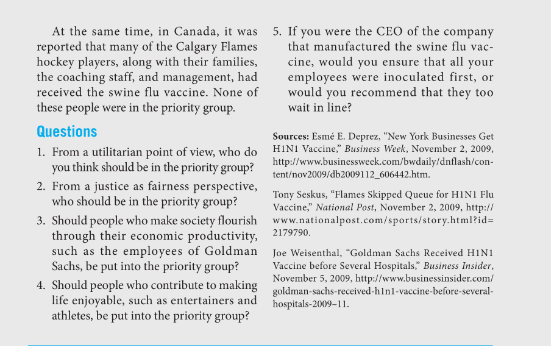 At the same time, in Canada, it was
reported that many of the Calgary Flames
hockey players, along with their families,
the coaching staff, and management, had
received the swine flu vaccine. None of
these people were in the priority group.
Questions
1. From a utilitarian point of view, who do
you think should be in the priority group?
2. From a justice as fairness perspective,
who should be in the priority group?
3. Should people who make society flourish
through their economic productivity,
such as the employees of Goldman
Sachs, be put into the priority group?
4. Should people who contribute to making
life enjoyable, such as entertainers and
athletes, be put into the priority group?
5. If you were the CEO of the company
that manufactured the swine flu vac-
cine, would you ensure that all your
employees were inoculated first, or
would you recommend that they too
wait in line?
Sources: Esmé E. Deprez, “New York Businesses Get
H1N1 Vaccine,” Business Week, November 2, 2009,
http://www.businessweek.com/bwdaily/dnflash/con-
tent/nov2009/db2009112_606442.htm.
Tony Seskus, “Flames Skipped Queue for H1N1 Flu
Vaccine,” National Post, November 2, 2009, http://
www.nationalpost.com/sports/story.html?id=
2179790.
Joe Weisenthal, “Goldman Sachs Received H1N1
Vaccine before Several Hospitals,” Business Insider,
November 5, 2009, http://www.businessinsider.com/
goldman-sachs-received-h1n1-vaccine-before-several-
hospitals-2009–11.